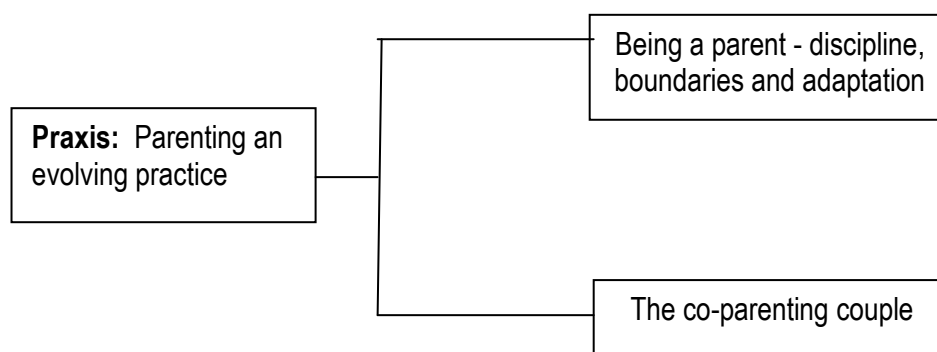 Being a parent - discipline,
boundaries and adaptation
Praxis: Parenting an
evolving practice
The co-parenting couple